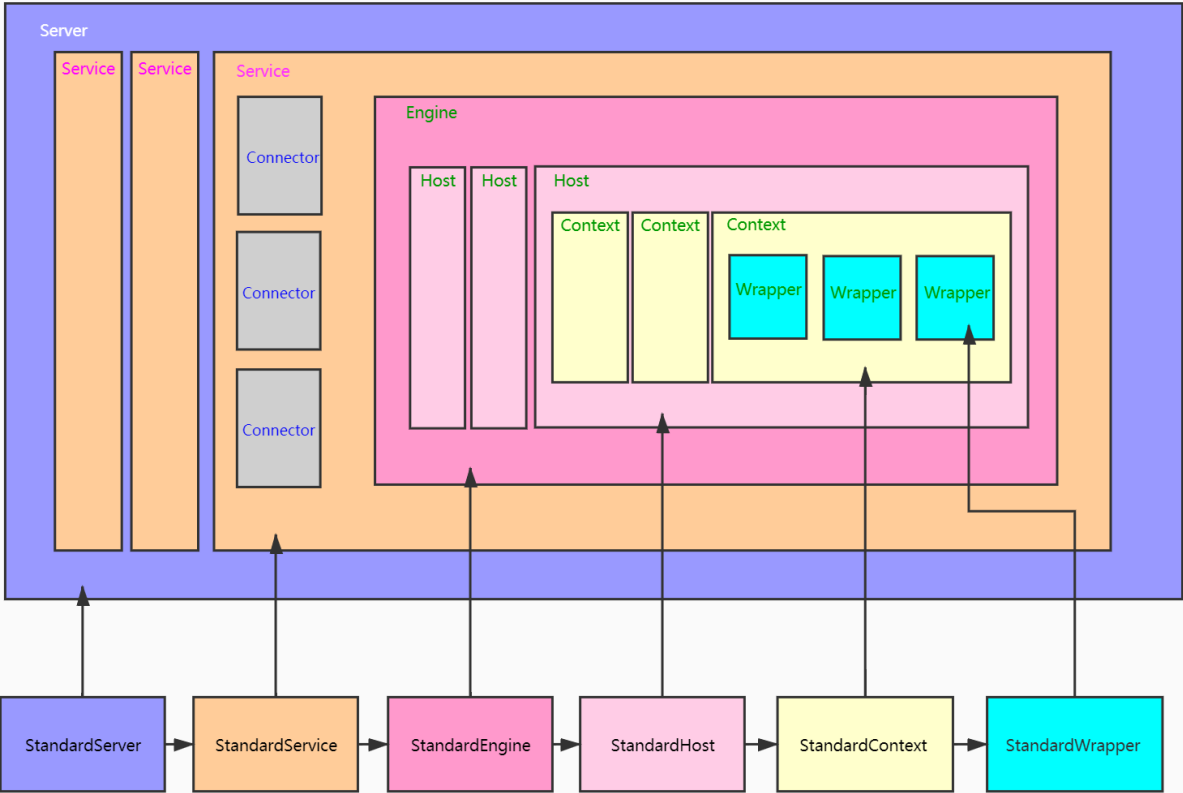 Server
Service
Service
Service
Connector
Connector
Connector
Engine
Host
Host
Host
Context
Context
Context
Wrapper
Wrapper
Wrapper
StandardServer
StandardService
StandardEngine
StandardHost
StandardContext
StandardWrapper